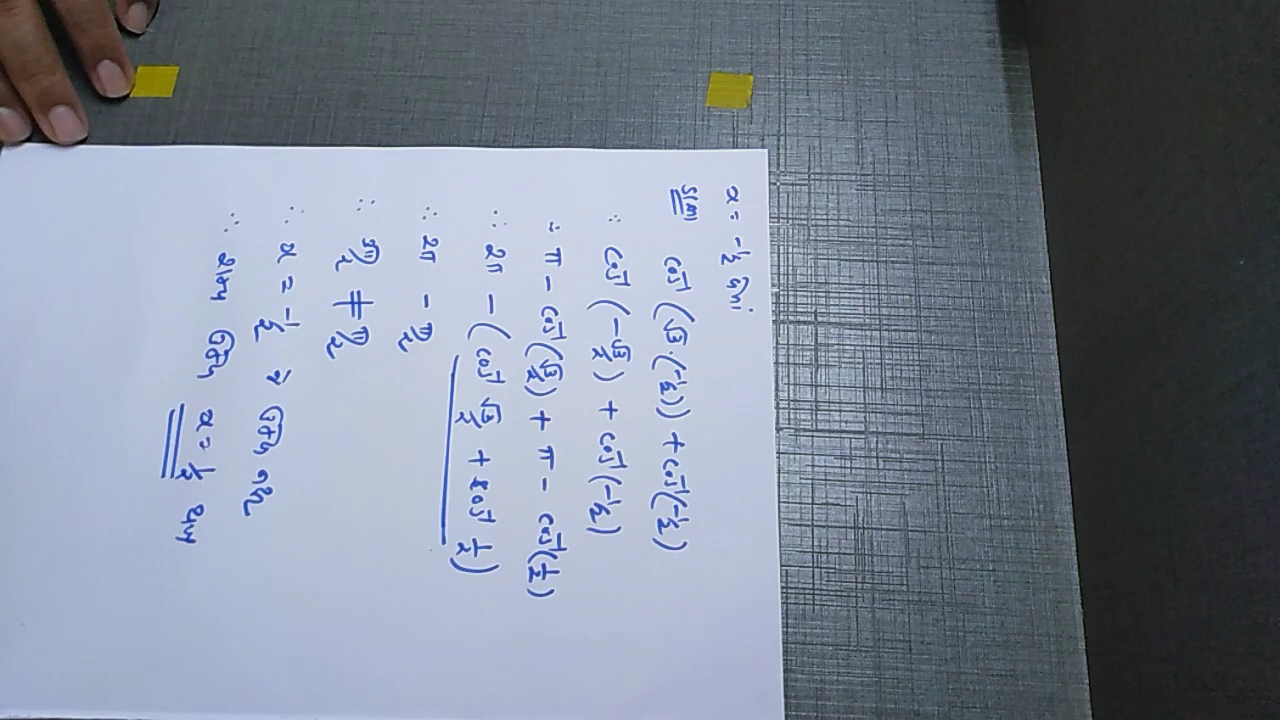 x = -1/2 માટે
cos⁻¹(√3·(-1/2)) + cos⁻¹(-1/2)
∴ cos⁻¹(-√3/2) + cos⁻¹(-1/2)
∴ π - cos⁻¹(√3/2) + π - cos⁻¹(1/2)
∴ 2π - (cos⁻¹ √3/2 + cos⁻¹ 1/2)
∴ 2π - π/2
∴ 3π/2 ≠ π/2
∴ x = -1/2 એ ઉકેલ નથી
∴ ઉકેલ x = 1/2